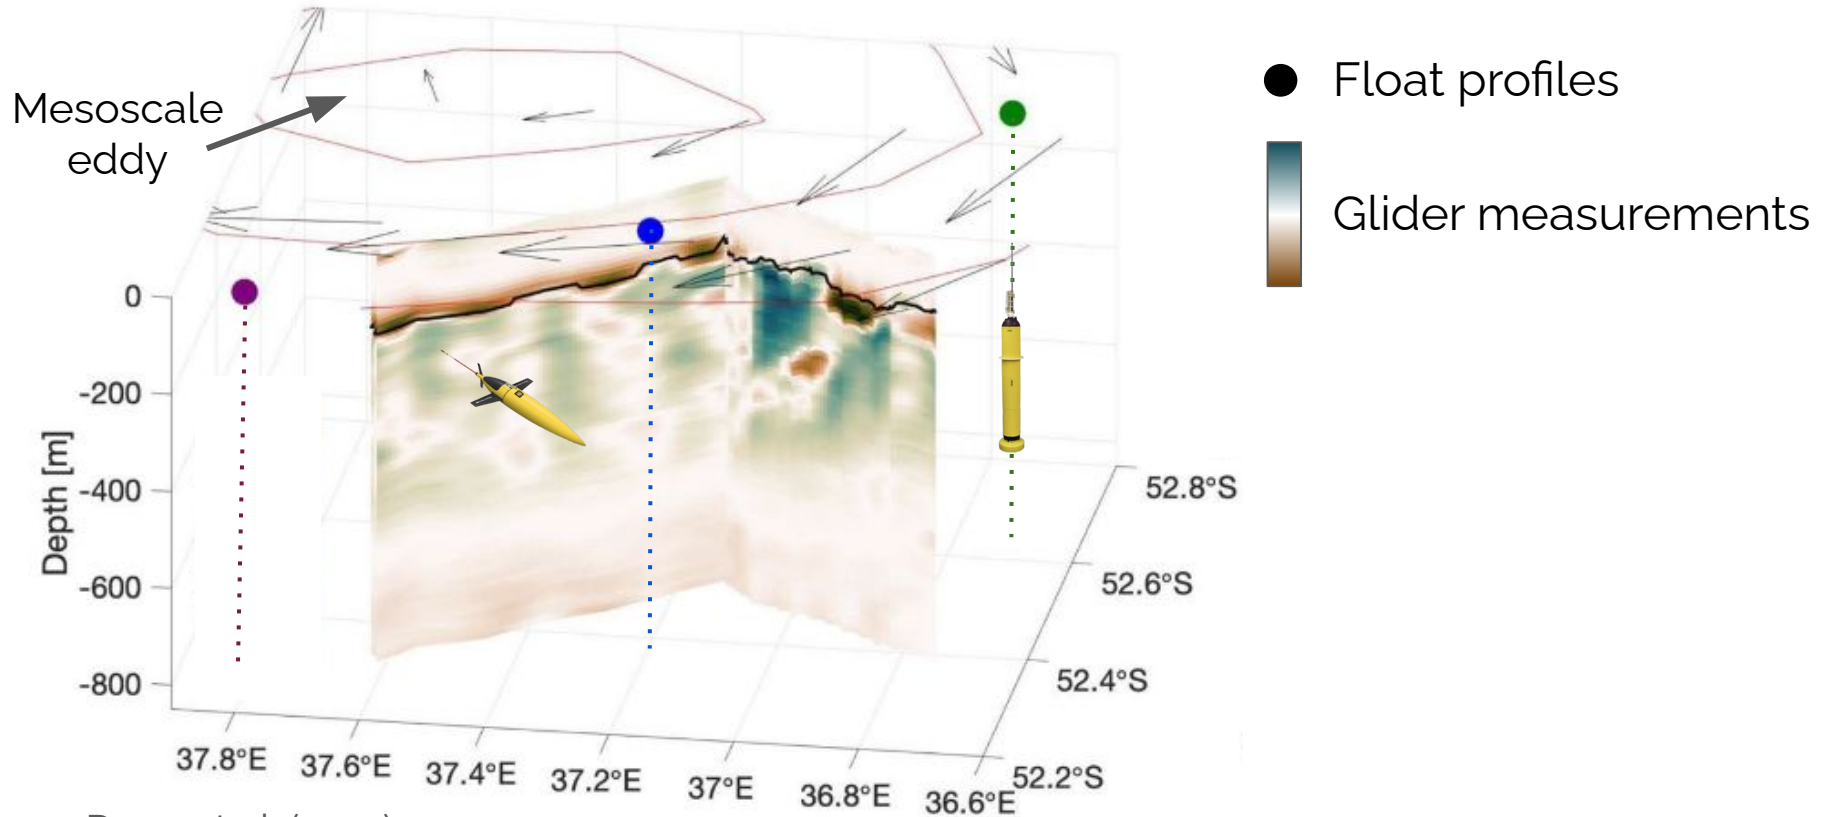 Mesoscale
eddy
Float profiles
Glider measurements
Depth [m]
0
-200
-400
-600
-800
37.8°E
37.6°E
37.4°E
37.2°E
37°E
36.8°E
36.6°E
52.8°S
52.6°S
52.4°S
52.2°S